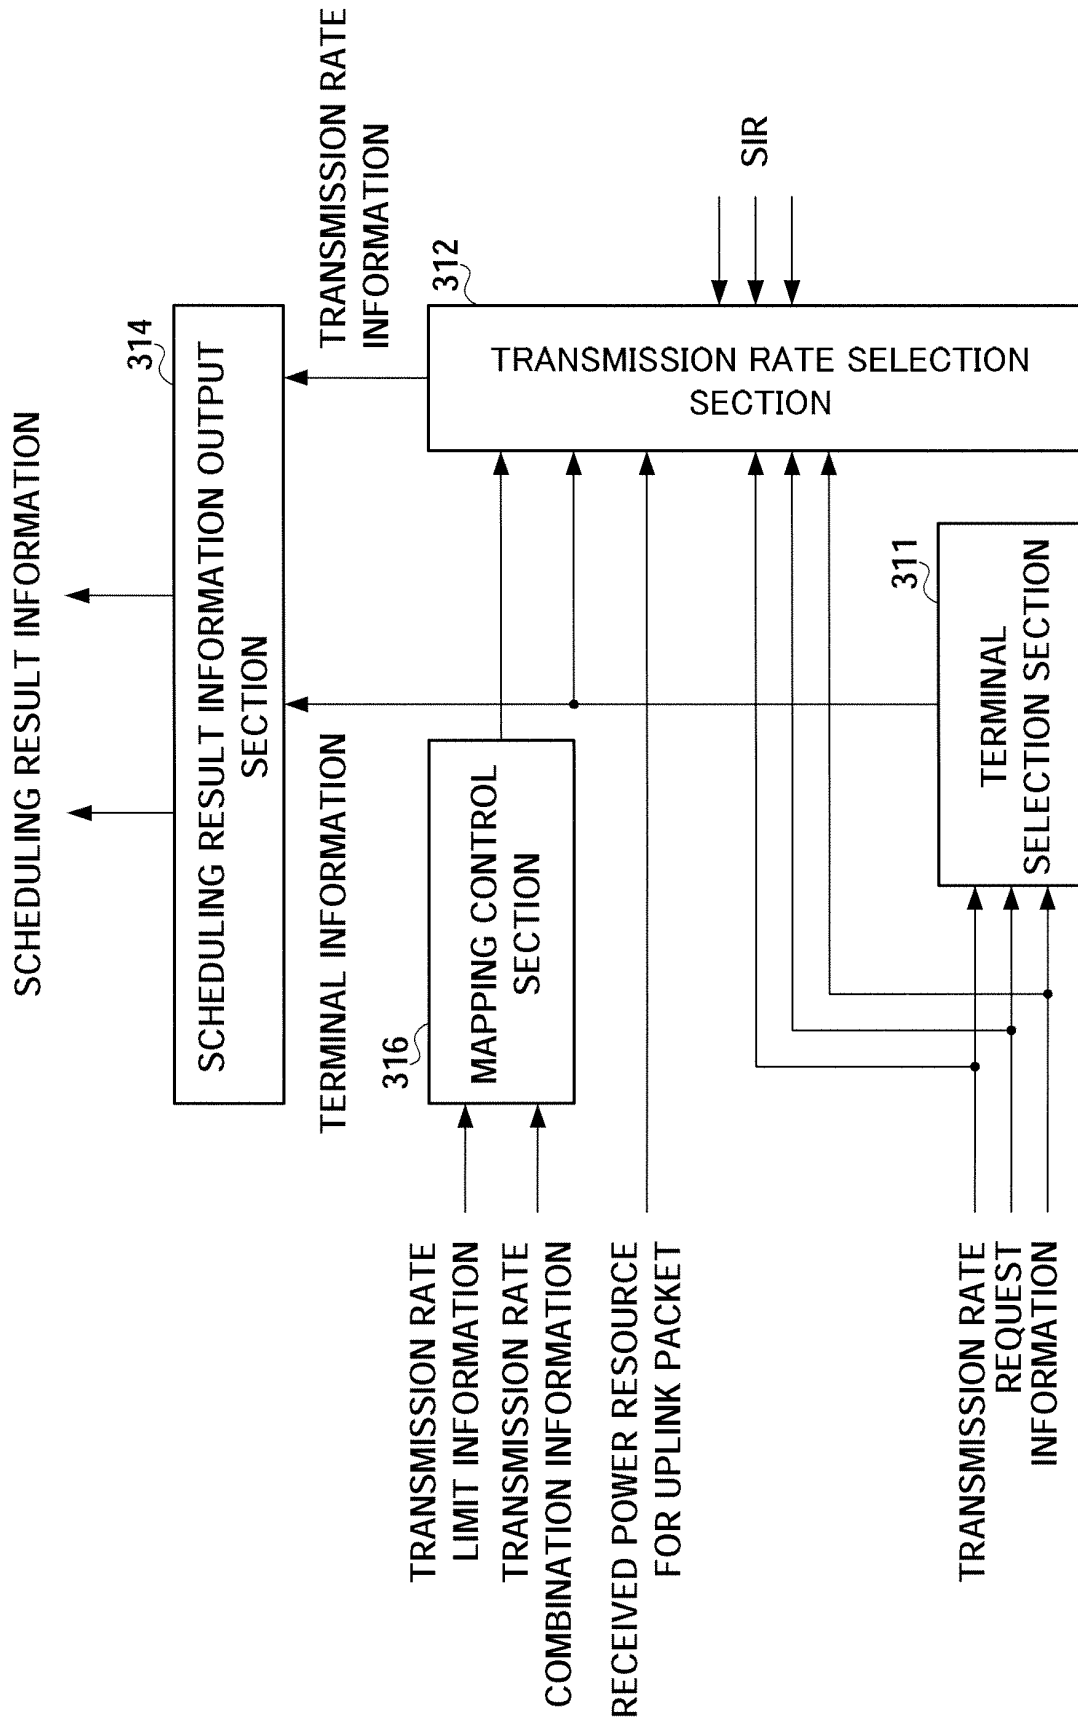 SCHEDULING RESULT INFORMATION
314
SCHEDULING RESULT INFORMATION OUTPUT
SECTION
TERMINAL INFORMATION
TRANSMISSION RATE
INFORMATION
316
MAPPING CONTROL
SECTION
312
TRANSMISSION RATE SELECTION
SECTION
SIR
TRANSMISSION RATE
LIMIT INFORMATION
TRANSMISSION RATE
COMBINATION INFORMATION
RECEIVED POWER RESOURCE
FOR UPLINK PACKET
311
TERMINAL
SELECTION SECTION
TRANSMISSION RATE
REQUEST
INFORMATION